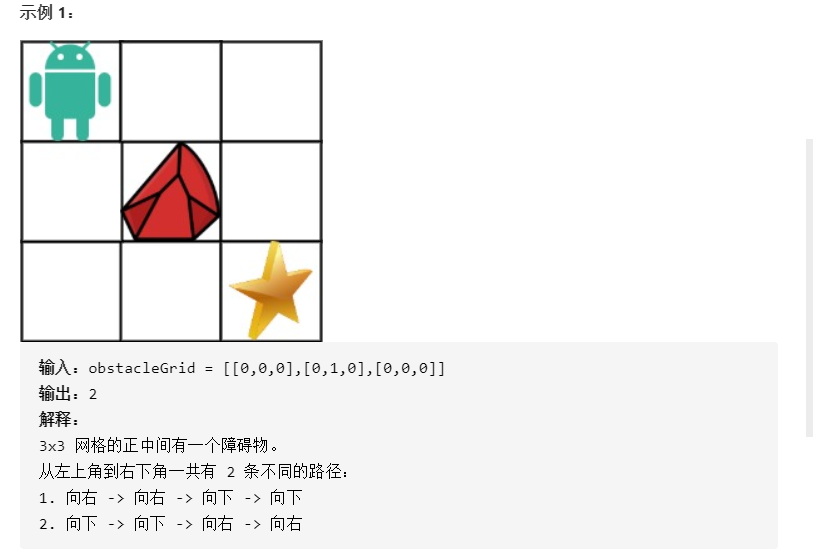 示例 1：
输入：obstacleGrid = [[0,0,0],[0,1,0],[0,0,0]]
输出：2
解释：
3x3 网格的正中间有一个障碍物。
从左上角到右下角一共有 2 条不同的路径：
1. 向右 -> 向右 -> 向下 -> 向下
2. 向下 -> 向下 -> 向右 -> 向右